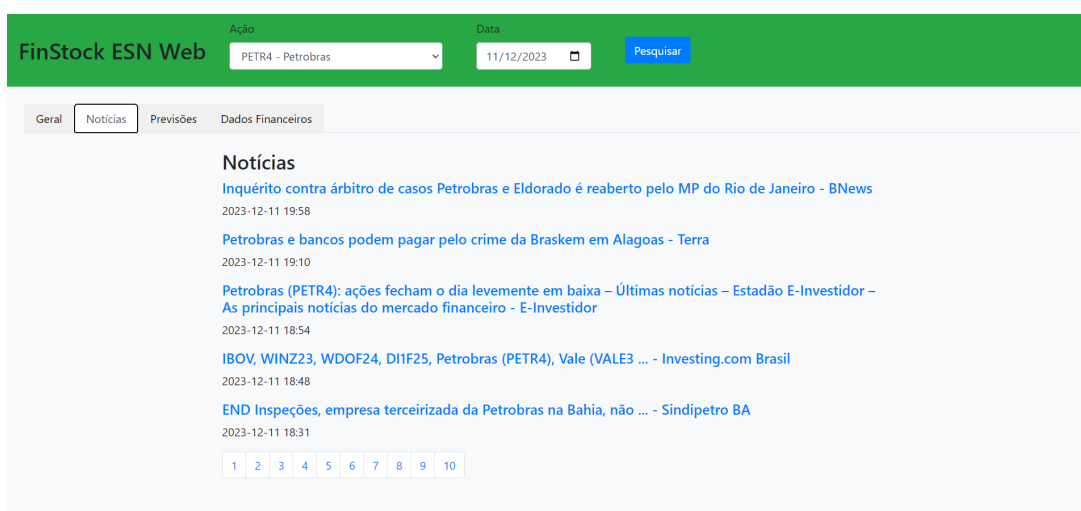 FinStock ESN Web
Ação
PETR4 - Petrobras
Data
11/12/2023
Pesquisar
Geral
Notícias
Previsões
Dados Financeiros
Notícias
Inquérito contra árbitro de casos Petrobras e Eldorado é reaberto pelo MP do Rio de Janeiro - BNews
2023-12-11 19:58
Petrobras e bancos podem pagar pelo crime da Braskem em Alagoas - Terra
2023-12-11 19:10
Petrobras (PETR4): ações fecham o dia levemente em baixa – Últimas notícias – Estadão E-Investidor –
As principais notícias do mercado financeiro - E-Investidor
2023-12-11 18:54
IBOV, WINZ23, WDOF24, DI1F25, Petrobras (PETR4), Vale (VALE3 ... - Investing.com Brasil
2023-12-11 18:48
END Inspeções, empresa terceirizada da Petrobras na Bahia, não ... - Sindipetro BA
2023-12-11 18:31
1 2 3 4 5 6 7 8 9 10